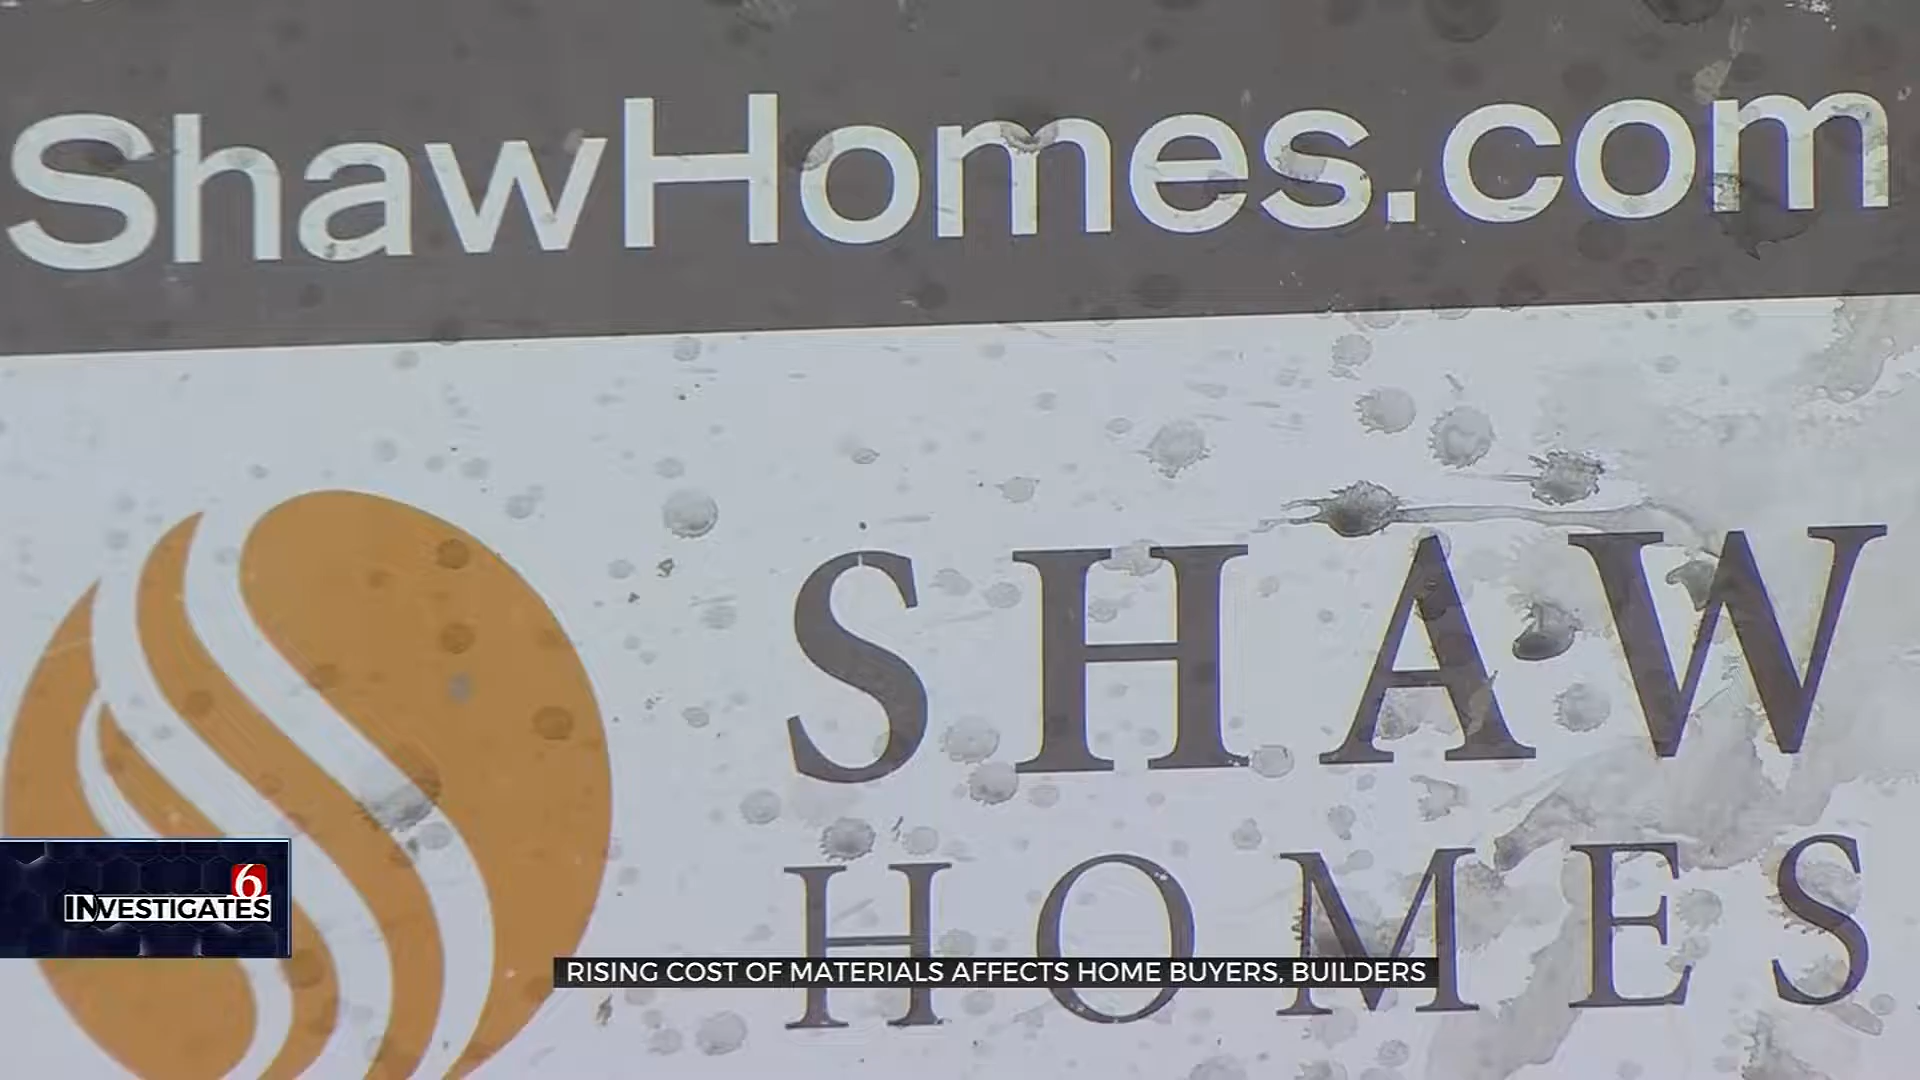 ShawHomes.com
SHAW
HOMES
6
INVESTIGATES
RISING COST OF MATERIALS AFFECTS HOME BUYERS, BUILDERS